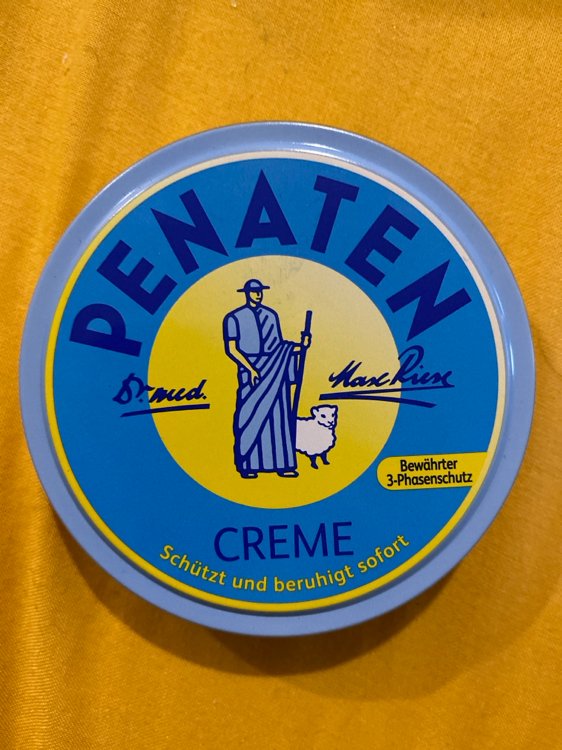 PENATEN
Dr. med. Max Riese
Bewährter
3-Phasenschutz
CREME
Schützt und beruhigt sofort